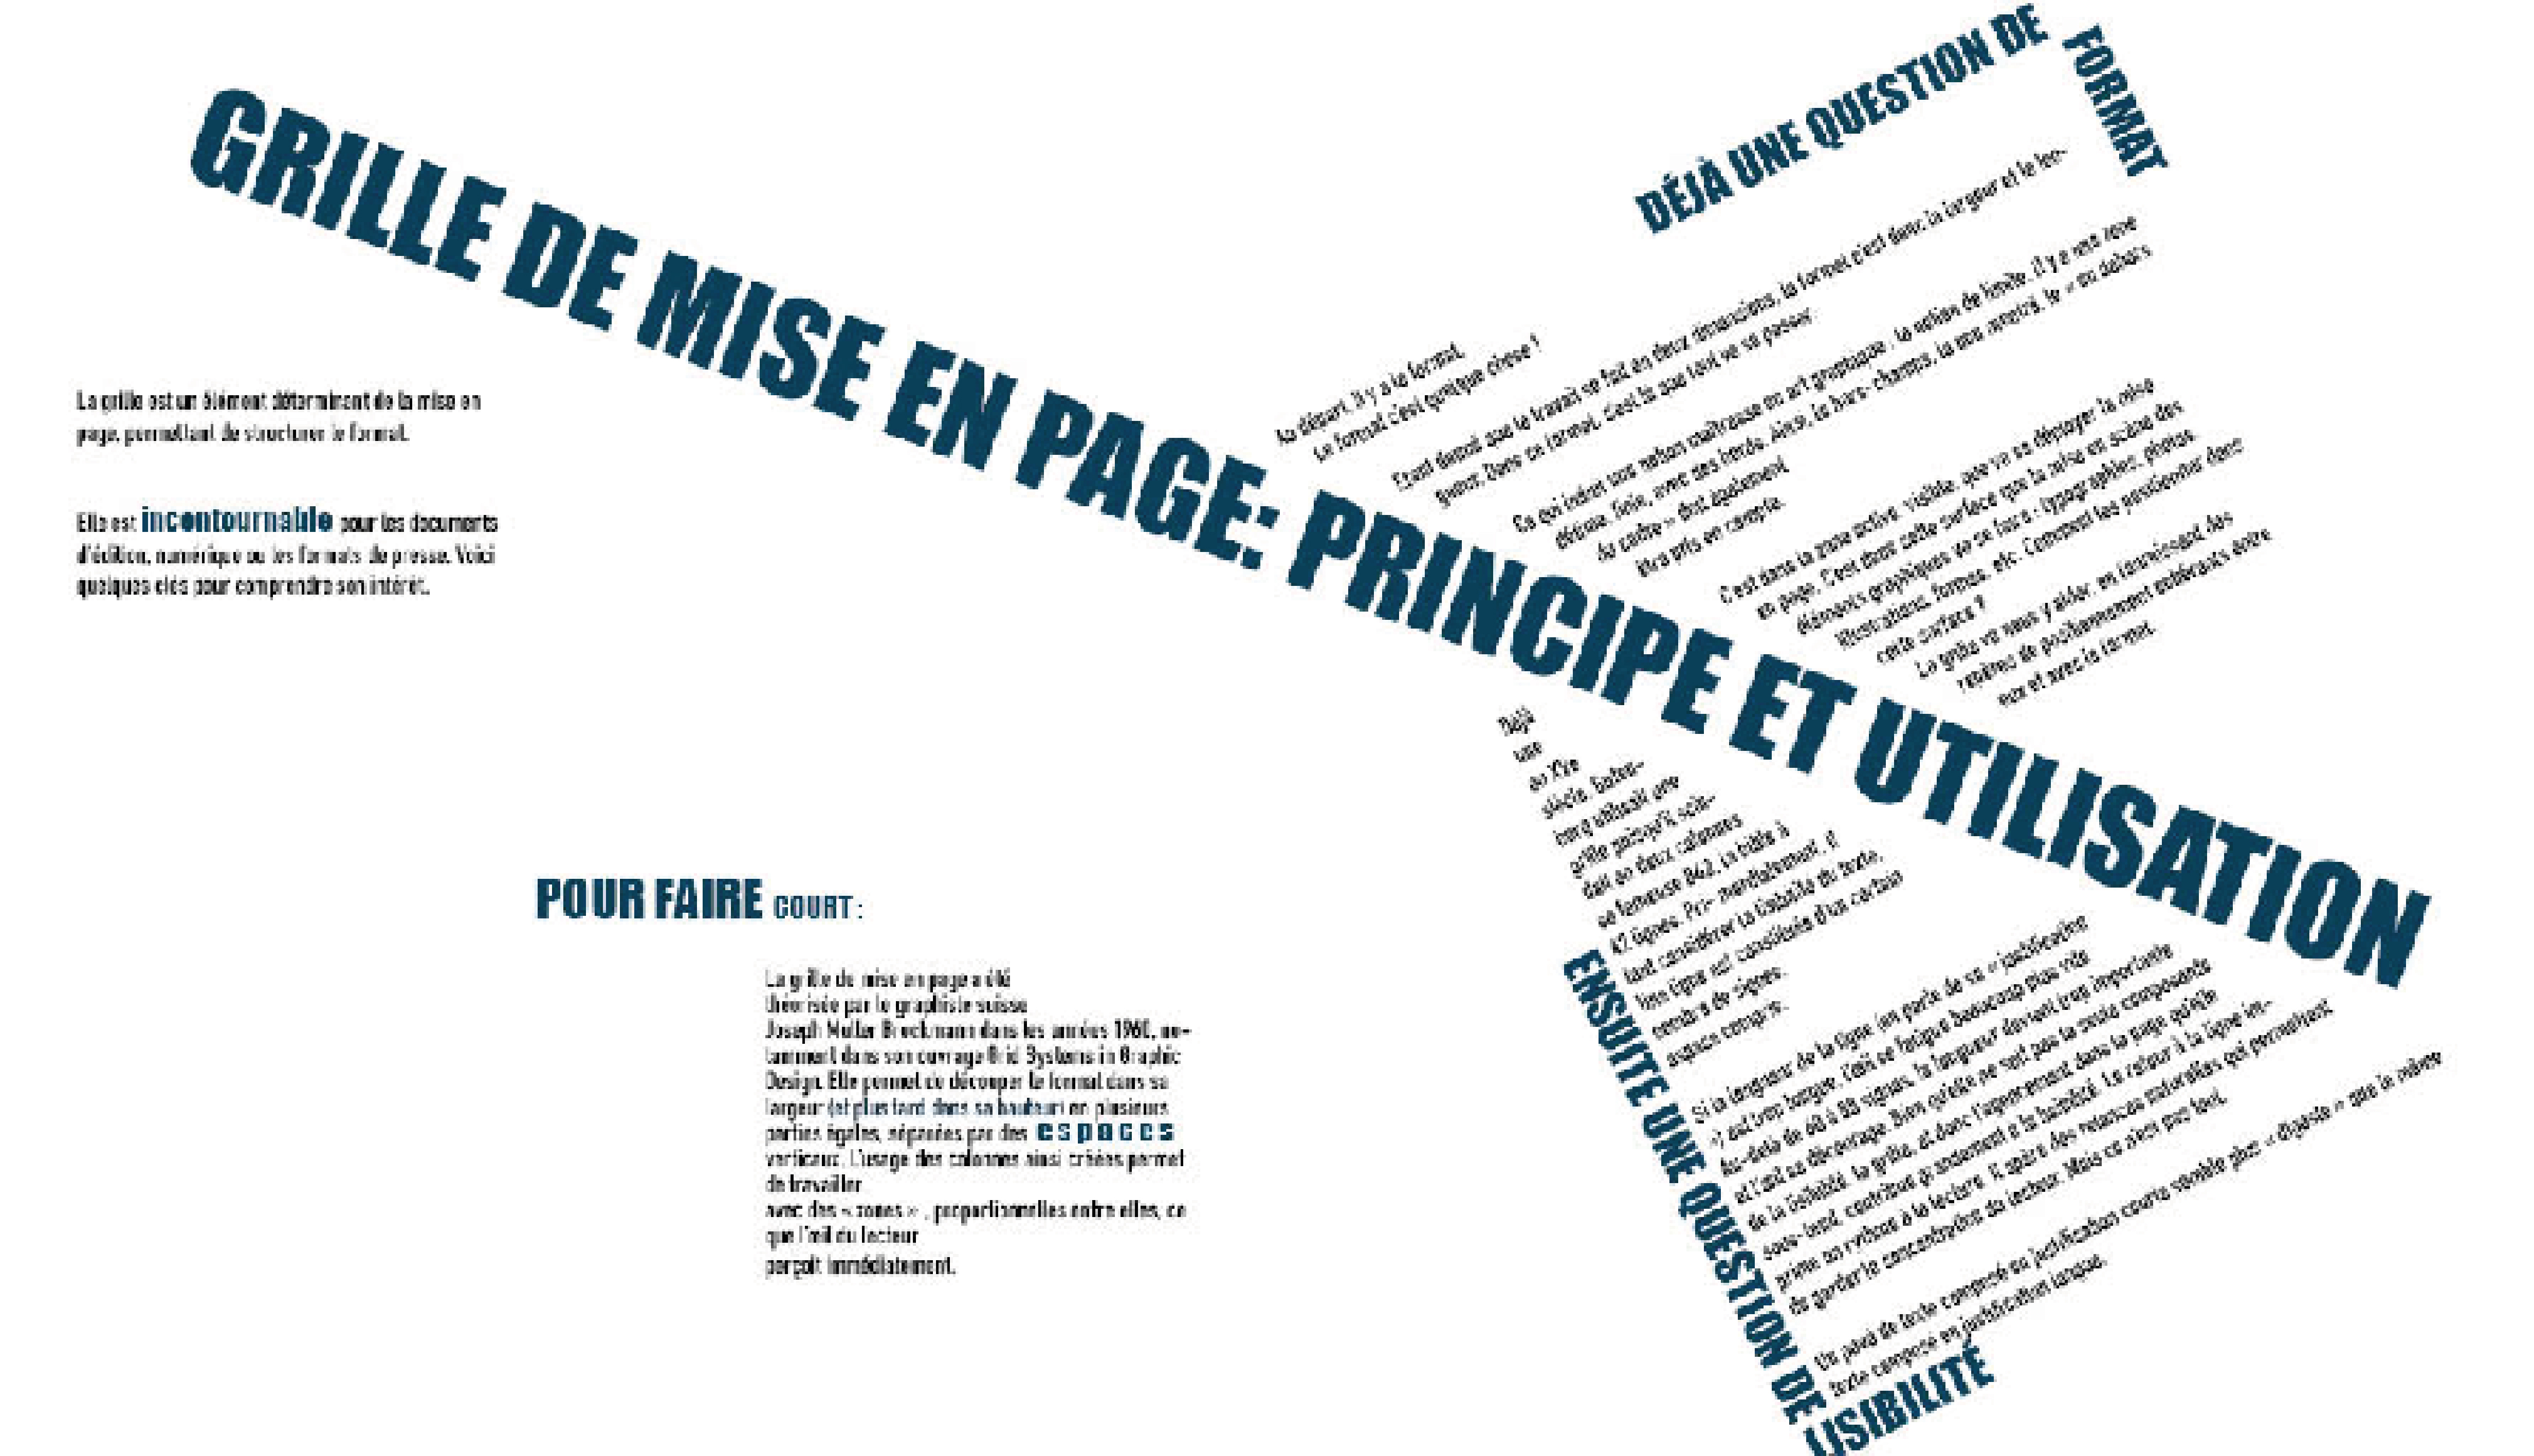 GRILLE DE MISE EN PAGE: PRINCIPE ET UTILISATION
La grille est un élément déterminant de la mise en
page, permettant de structurer le format.
Elle est incontournable pour les documents
d'édition, numérique ou les formats de presse. Voici
quelques clés pour comprendre son intérêt.
POUR FAIRE COURT :
La grille de mise en page a été
théorisée par le graphiste suisse
Joseph Muller Brockmann dans les années 1960, no-
tamment dans son ouvrage Grid Systems in Graphic
Design. Elle permet de découper le format dans sa
largeur (et plus tard dans sa hauteur) en plusieurs
parties égales, séparées par des espaces
verticaux. L'usage des colonnes ainsi créées permet
de travailler
avec des « zones » , proportionnelles entre elles, ce
que l'œil du lecteur
perçoit immédiatement.
DÉJÀ UNE QUESTION DE
FORMAT
Au départ, il y a le format.
Le format c'est quelque chose !
Etant donné que le travail se fait en deux dimensions, le format c'est donc la largeur et la lon-
gueur. Dans ce format, c'est là que tout va se passer.
Ce qui induit une notion maîtresse en art graphique : la notion de limite. Il y a une zone
définie, finie, avec ses bords. Ainsi, le hors-champs, le non montré, le « en dehors
du cadre » doit également
être pris en compte.
C'est dans la zone active, visible, que va se déployer la mise
en page. C'est dans cette surface que la mise en scène des
éléments graphiques va se faire : typographies, photos,
illustrations, formes, etc. Comment les positionner dans
cette surface ?
La grille va nous y aider, en fournissant des
repères de positionnement cohérents entre
eux et avec le format.
ENSUITE UNE QUESTION DE
LISIBILITÉ
Déjà
une
au XVe
siècle, Guten-
berg utilisait une
grille puisqu'il scin-
dait en deux colonnes
sa fameuse B42, La bible à
42 lignes. Pri- mordialement, il
faut considérer la lisibilité du texte.
Une ligne est constituée d'un certain
nombre de signes,
espace compris.
Si la longueur de la ligne (on parle de sa « justification
») est trop longue, l'œil se fatigue beaucoup plus vite
Au-delà de 60 à 80 signes, la longueur devient trop importante
et l'œil se décourage. Bien qu'elle ne soit pas la seule composante
de la lisibilité, la grille, et donc l'agencement dans la page qu'elle
sous-tend, contribue grandement à la lisibilité. Le retour à la ligne im-
prime un rythme à la lecture. Il opère des relances naturelles qui permettent
de garder la concentration du lecteur. Mais ce n'est pas tout.
Un pavé de texte composé en justification courte semble plus « digeste » que le même
texte composé en justification longue.